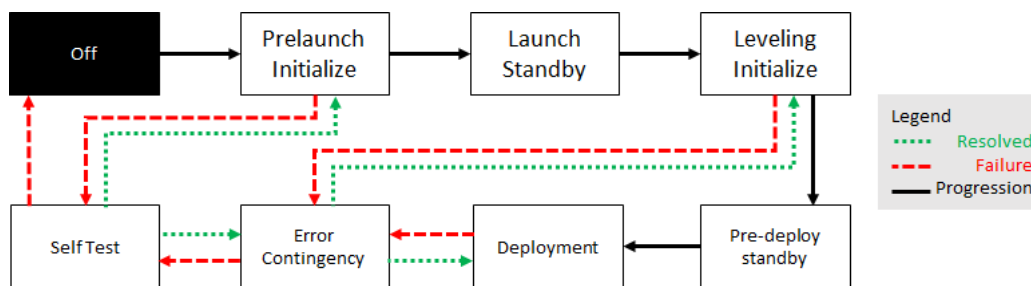 Off
Prelaunch
Initialize
Launch
Standby
Leveling
Initialize
Legend
Resolved
Failure
Progression
Self Test
Error
Contingency
Deployment
Pre-deploy
standby